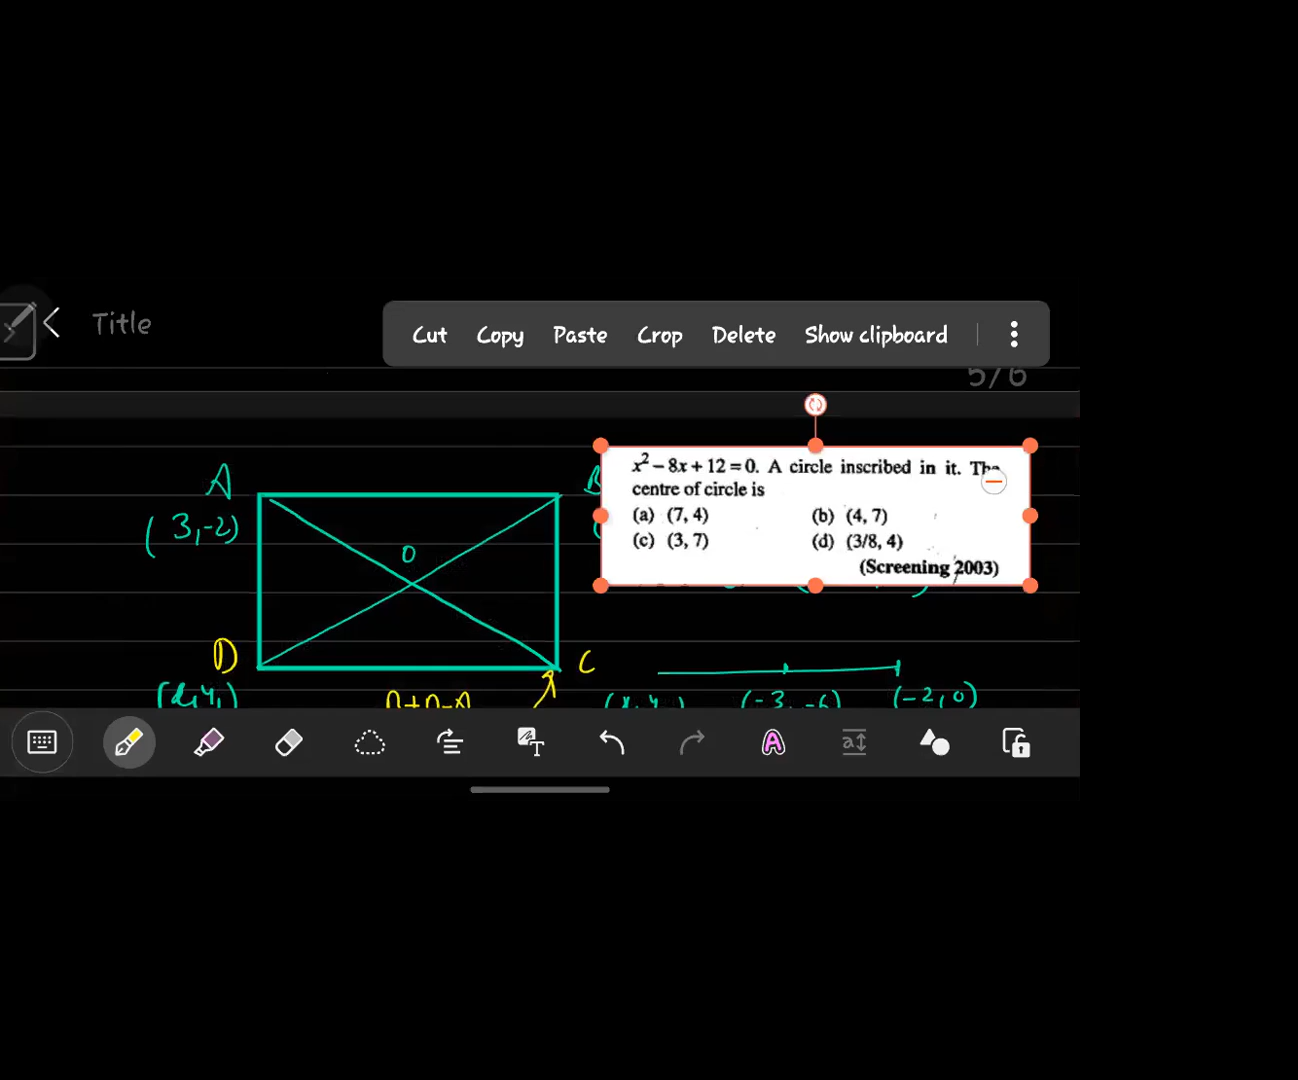 Title
Cut Copy Paste Crop Delete Show clipboard
5/6
A
B
(3,-2)
O
x² – 8x + 12 = 0. A circle inscribed in it. The
centre of circle is
(a) (7, 4) (b) (4, 7)
(c) (3, 7) (d) (3/8, 4)
(Screening 2003)
D
C
(-3, -6) (-2,0)
A
a